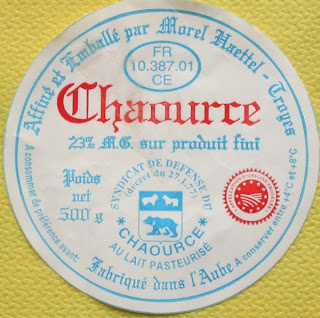 Affiné et Emballé par Morel Haettel - Troyes
FR
10.387.01
CE
Chaource
23% M.G. sur produit fini
Poids
net
500 g
SYNDICAT DE DEFENSE DU
(décret du 27.1.77)
CHAOURCE
AU LAIT PASTEURISÉ
Fabriqué dans l'Aube
A consommer de préférence avant:
A conserver entre +4°C et +8°C